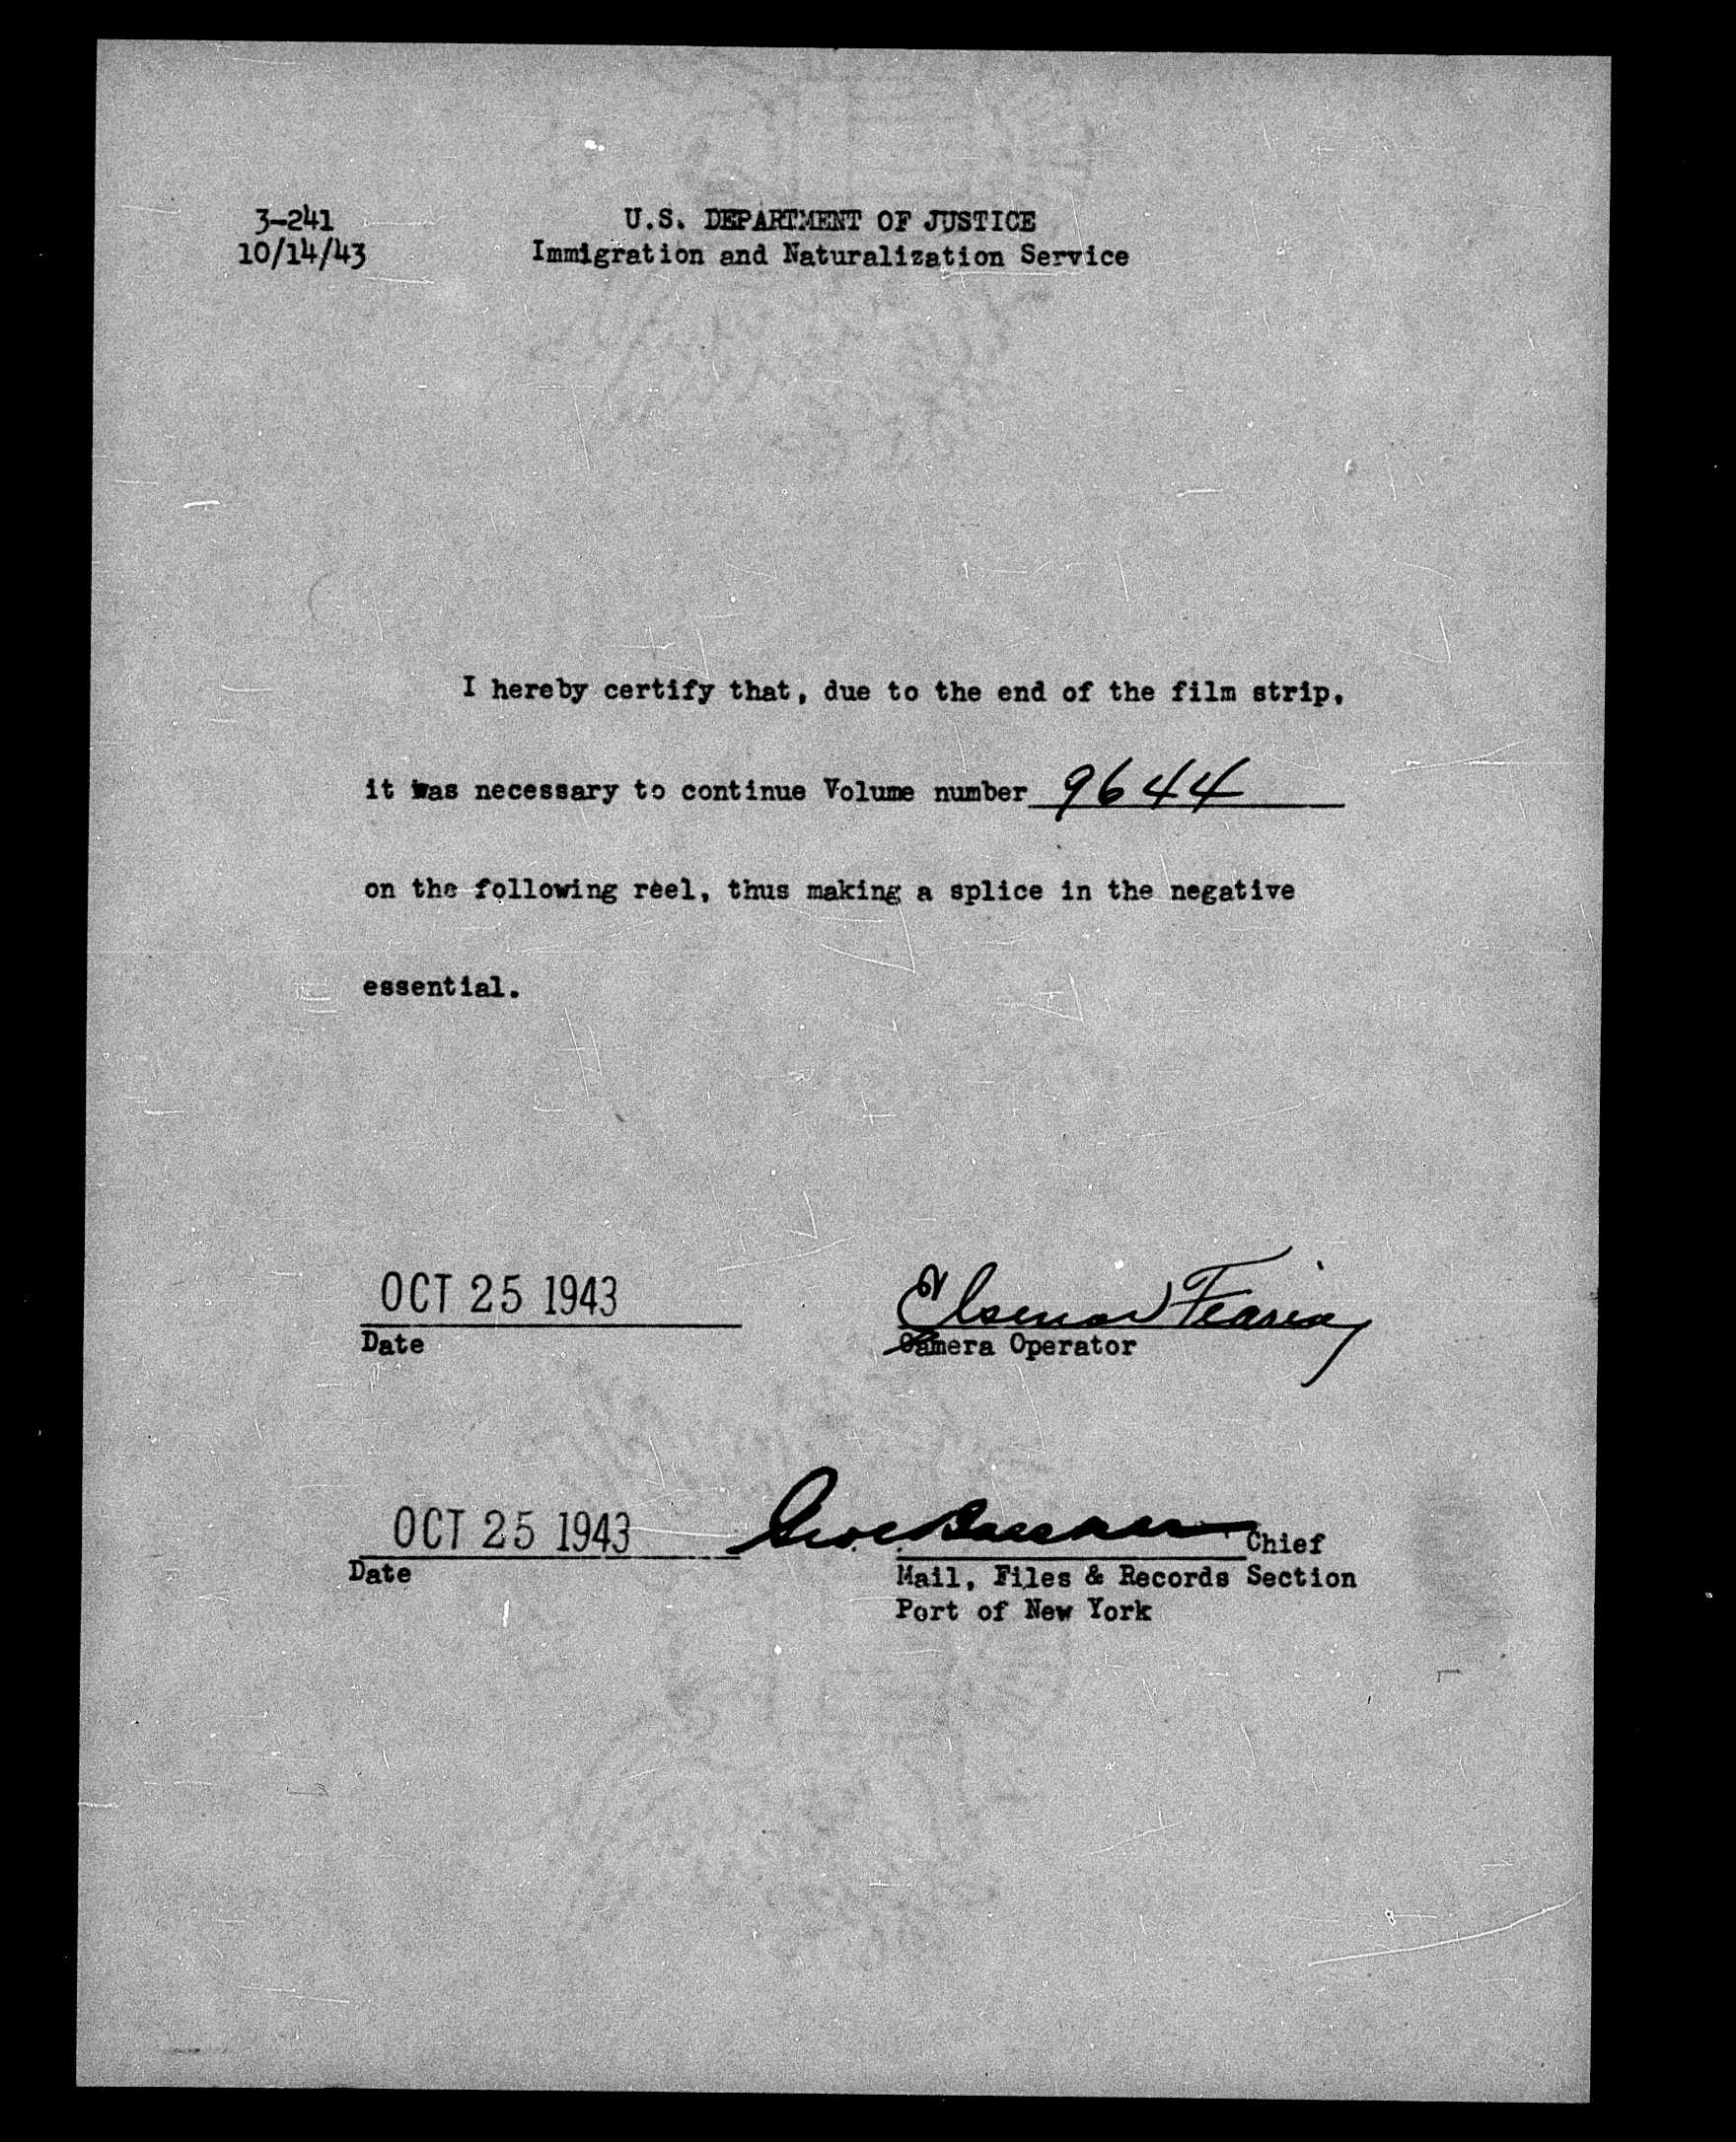 3-241
10/14/43
U.S. DEPARTMENT OF JUSTICE
Immigration and Naturalization Service
I hereby certify that, due to the end of the film strip,
it was necessary to continue Volume number 9644
on the following reel, thus making a splice in the negative
essential.
OCT 25 1943
Date
Camera Operator
OCT 25 1943
Chief
Date
Mail, Files & Records Section
Port of New York